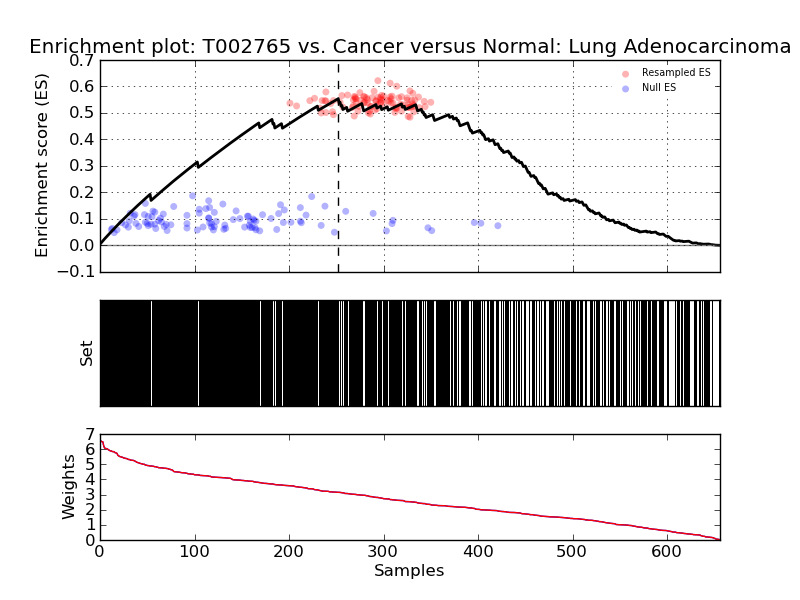 Enrichment plot: T002765 vs. Cancer versus Normal: Lung Adenocarcinoma
0.7
0.6
0.5
0.4
0.3
0.2
0.1
0.0
−0.1
Enrichment score (ES)
Resampled ES
Null ES
Set
7
6
5
4
3
2
1
0
Weights
0 100 200 300 400 500 600
Samples